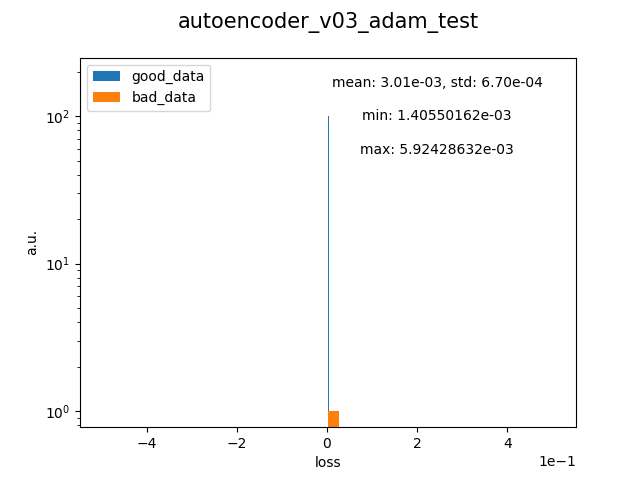 autoencoder_v03_adam_test
good_data
bad_data
mean: 3.01e-03, std: 6.70e-04
min: 1.40550162e-03
max: 5.92428632e-03
10²
10¹
10⁰
a.u.
−4 −2 0 2 4
loss
1e−1